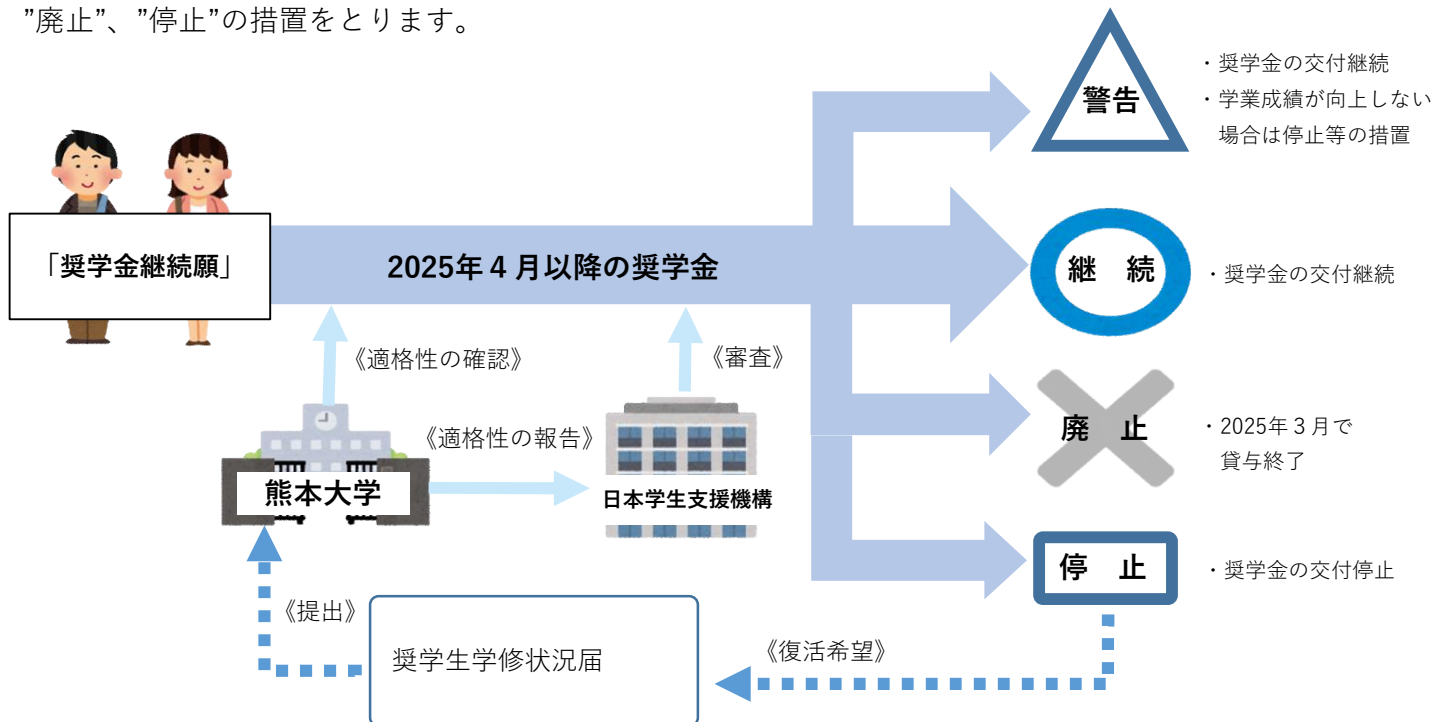 ”廃止”、”停止”の措置をとります。
警告
・奨学金の交付継続
・学業成績が向上しない
場合は停止等の措置
「奨学金継続願」
2025年４月以降の奨学金
継　続
・奨学金の交付継続
《適格性の確認》
《審査》
《適格性の報告》
熊本大学
日本学生支援機構
廃　止
・2025年３月で
貸与終了
停　止
・奨学金の交付停止
《提出》
奨学生学修状況届
《復活希望》